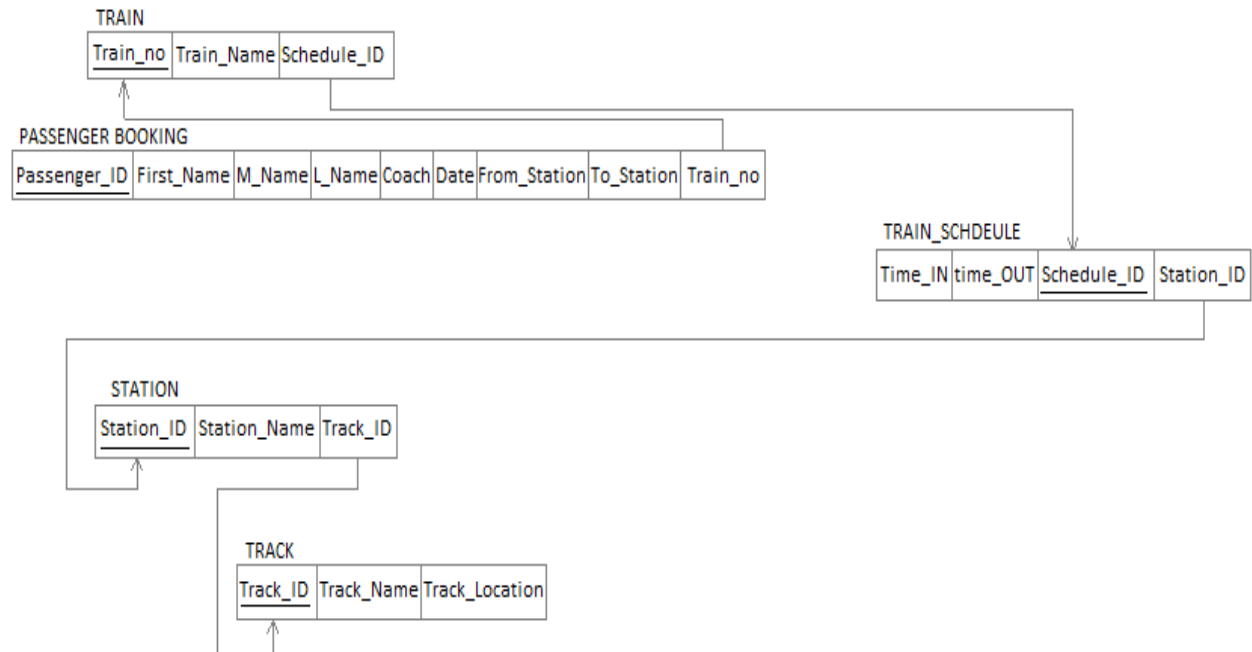 TRAIN
Train_no Train_Name Schedule_ID
PASSENGER BOOKING
Passenger_ID First_Name M_Name L_Name Coach Date From_Station To_Station Train_no
TRAIN_SCHDEULE
Time_IN time_OUT Schedule_ID Station_ID
STATION
Station_ID Station_Name Track_ID
TRACK
Track_ID Track_Name Track_Location